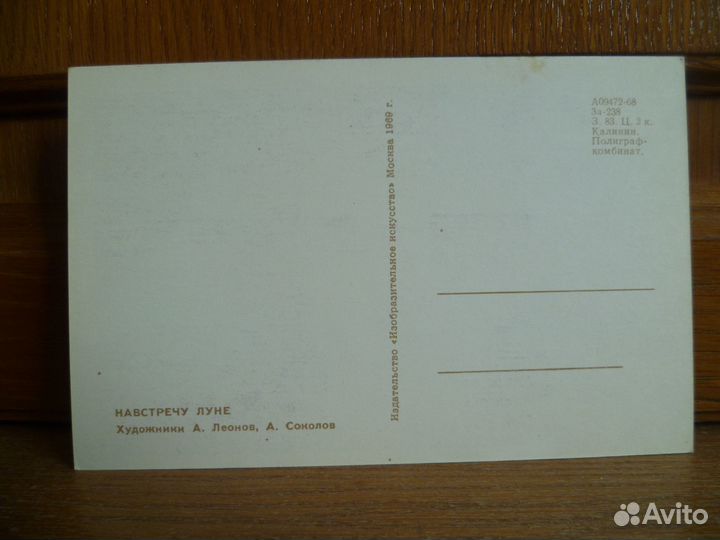 А09472-68
За-238
З. 83. Ц. 3 к.
Калинин.
Полиграф-
комбинат.
Издательство «Изобразительное искусство» Москва 1969 г.
НАВСТРЕЧУ ЛУНЕ
Художники А. Леонов, А. Соколов
Avito